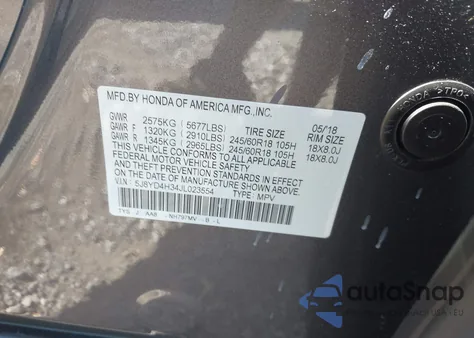 MFD.BY HONDA OF AMERICA MFG.,INC.
GVWR 2575KG (5677LBS) 05/18
GAWR F 1320KG (2910LBS) TIRE SIZE RIM SIZE
GAWR R 1345KG (2965LBS) 245/60R18 105H 18X8.0J
245/60R18 105H 18X8.0J
THIS VEHICLE CONFORMS TO ALL APPLICABLE
FEDERAL MOTOR VEHICLE SAFETY, BUMPER,
AND THEFT PREVENTION STANDARDS IN EFFECT
ON THE DATE OF MANUFACTURE SHOWN ABOVE.
V.I.N.: 5J8YD4H34JL023554
TYPE: MPV
NH797MV -B -L
HONDA
autoSnap